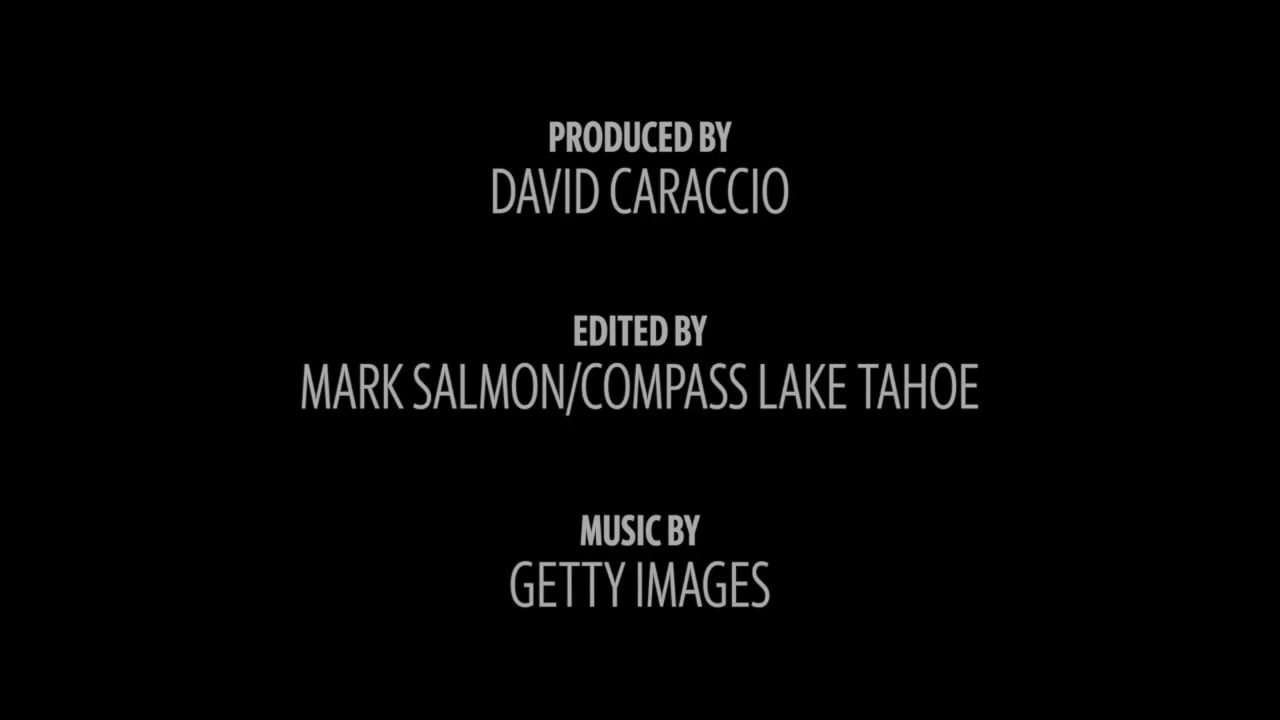 PRODUCED BY
DAVID CARACCIO
EDITED BY
MARK SALMON/COMPASS LAKE TAHOE
MUSIC BY
GETTY IMAGES